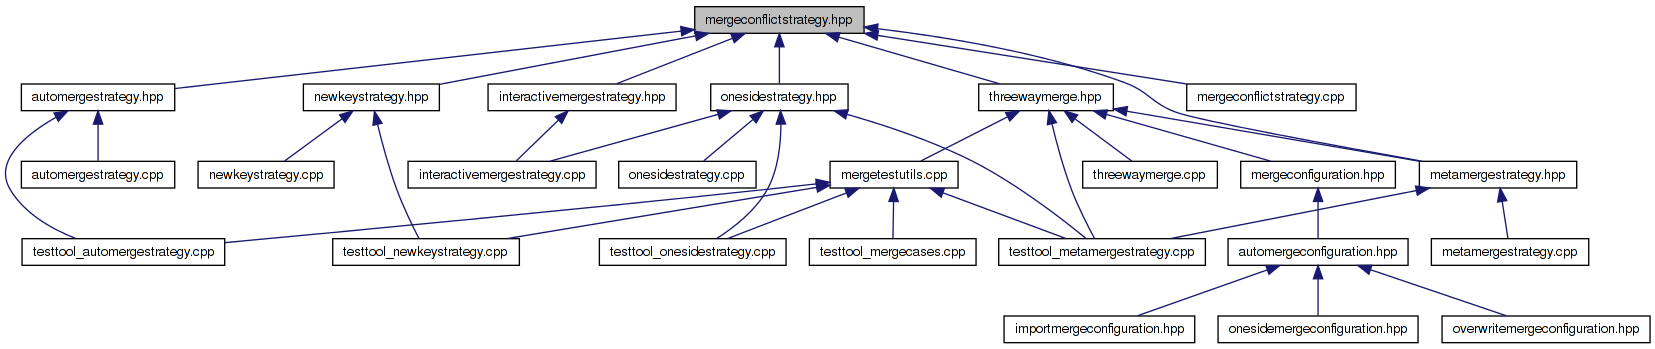 mergeconflictstrategy.hpp
automergestrategy.hpp
newkeystrategy.hpp
interactivemergestrategy.hpp
onesidestrategy.hpp
threewaymerge.hpp
mergeconflictstrategy.cpp
automergestrategy.cpp
newkeystrategy.cpp
interactivemergestrategy.cpp
onesidestrategy.cpp
mergetestutils.cpp
threewaymerge.cpp
mergeconfiguration.hpp
metamergestrategy.hpp
testtool_automergestrategy.cpp
testtool_newkeystrategy.cpp
testtool_onesidestrategy.cpp
testtool_mergecases.cpp
testtool_metamergestrategy.cpp
automergeconfiguration.hpp
metamergestrategy.cpp
importmergeconfiguration.hpp
onesidemergeconfiguration.hpp
overwritemergeconfiguration.hpp